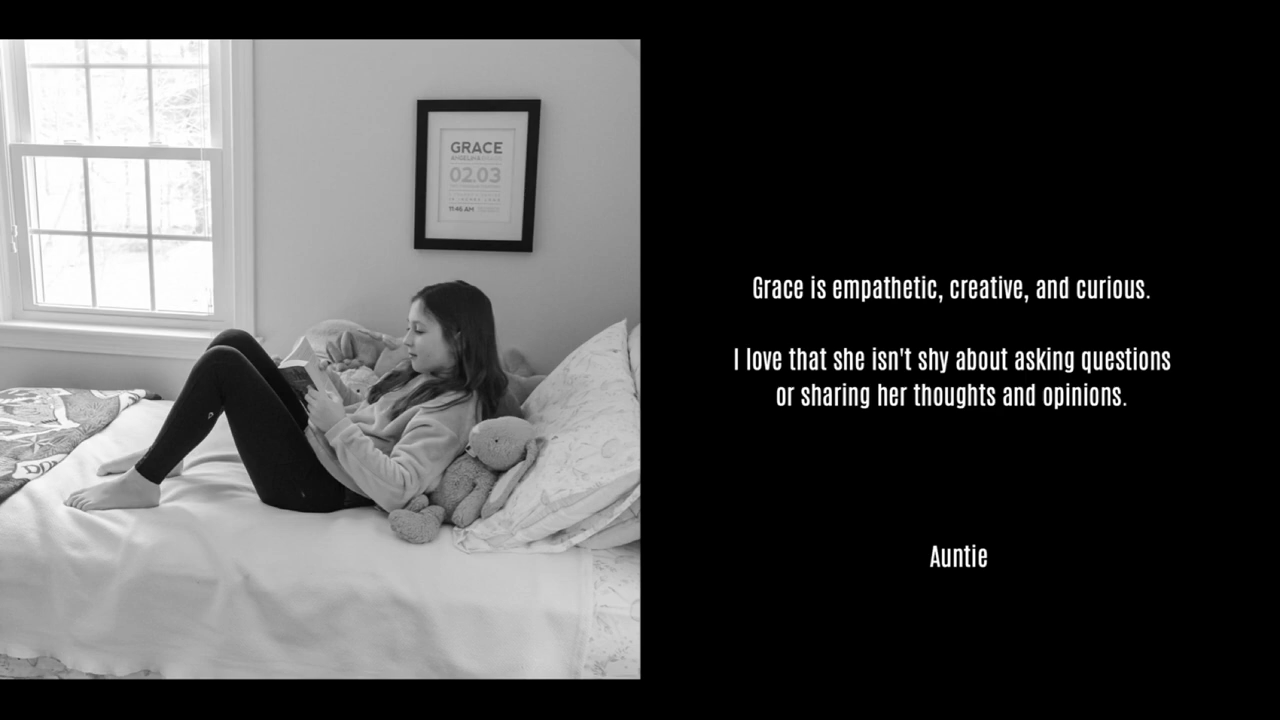 GRACE
02.03
11:46 AM
Grace is empathetic, creative, and curious.
I love that she isn't shy about asking questions
or sharing her thoughts and opinions.
Auntie